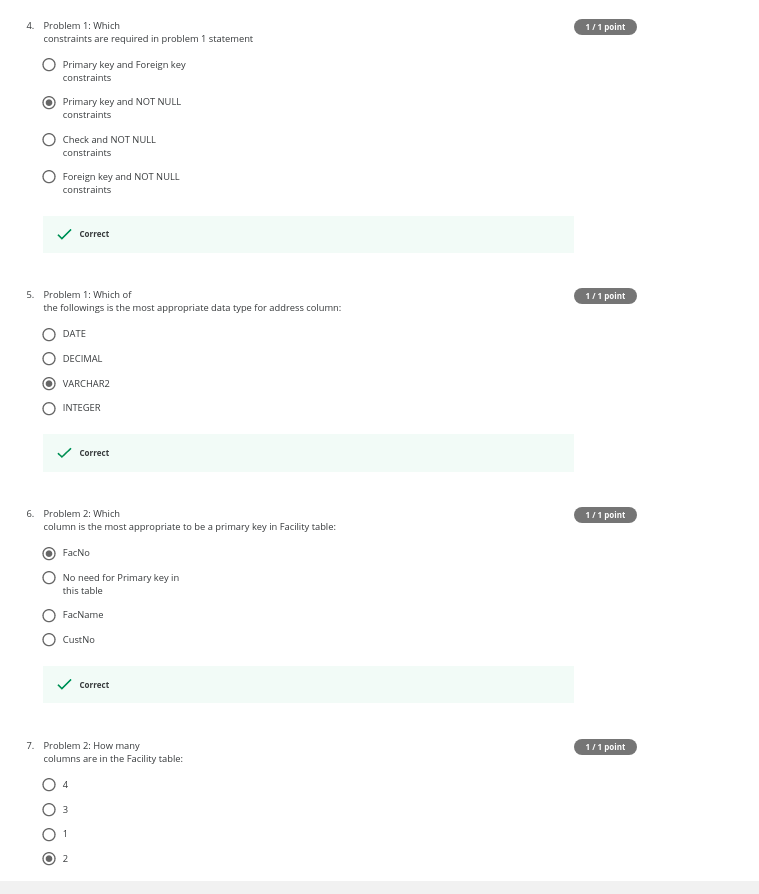 4. Problem 1: Which 1 / 1 point
constraints are required in problem 1 statement
Primary key and Foreign key
constraints
Primary key and NOT NULL
constraints
Check and NOT NULL
constraints
Foreign key and NOT NULL
constraints
Correct
5. Problem 1: Which of 1 / 1 point
the followings is the most appropriate data type for address column:
DATE
DECIMAL
VARCHAR2
INTEGER
Correct
6. Problem 2: Which 1 / 1 point
column is the most appropriate to be a primary key in Facility table:
FacNo
No need for Primary key in
this table
FacName
CustNo
Correct
7. Problem 2: How many 1 / 1 point
columns are in the Facility table:
4
3
1
2